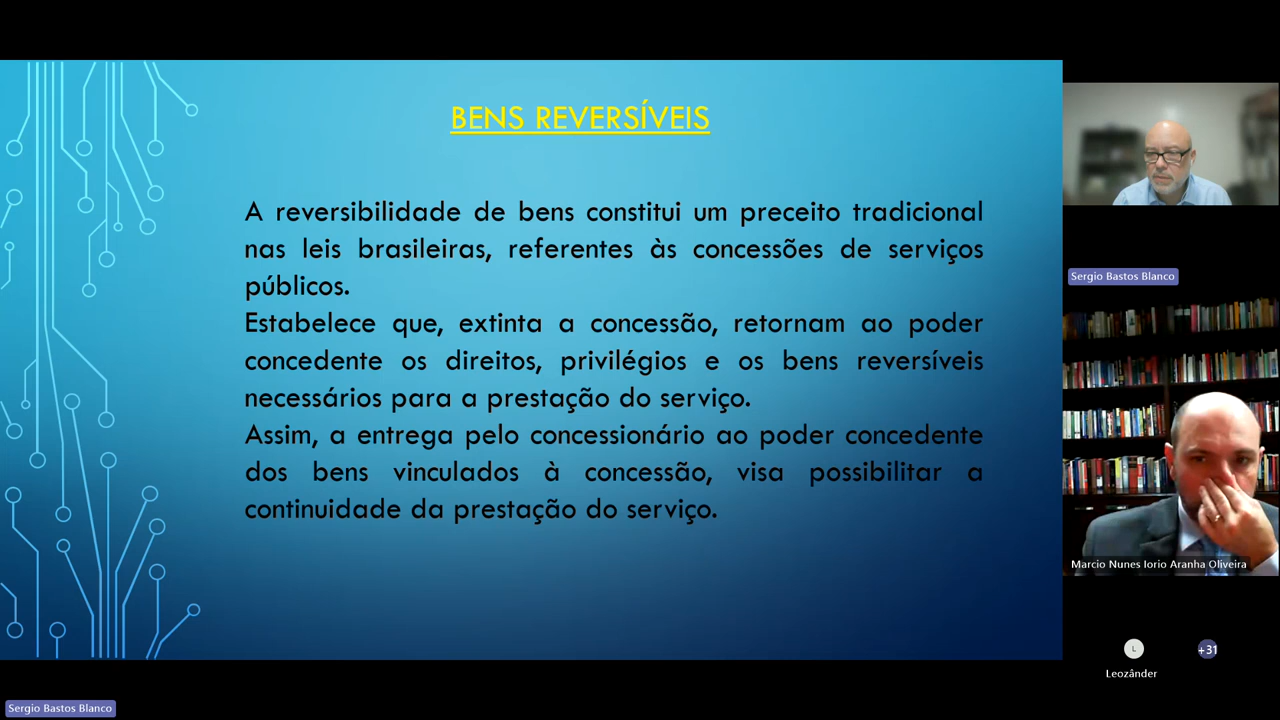 BENS REVERSÍVEIS
A reversibilidade de bens constitui um preceito tradicional
nas leis brasileiras, referentes às concessões de serviços
públicos.
Estabelece que, extinta a concessão, retornam ao poder
concedente os direitos, privilégios e os bens reversíveis
necessários para a prestação do serviço.
Assim, a entrega pelo concessionário ao poder concedente
dos bens vinculados à concessão, visa possibilitar a
continuidade da prestação do serviço.
Sergio Bastos Blanco
Marcio Nunes Iorio Aranha Oliveira
L
+31
Leozânder
Sergio Bastos Blanco